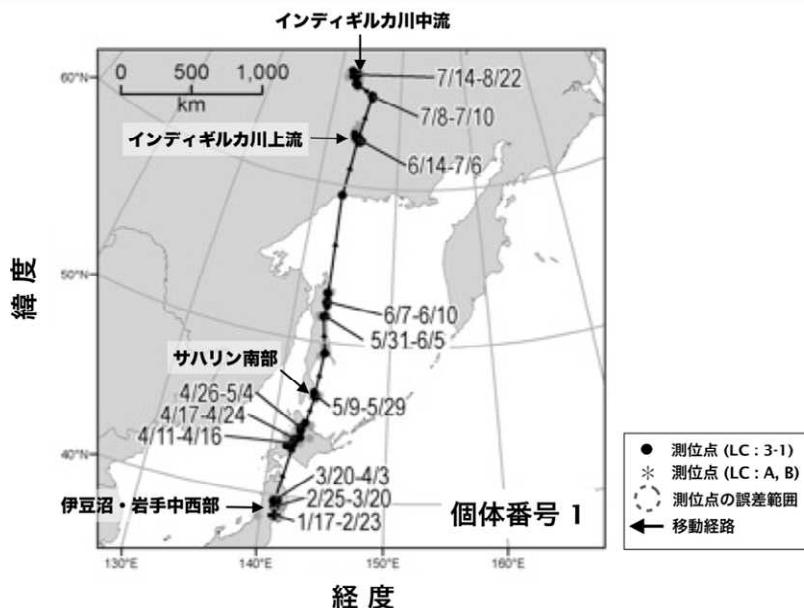 インディギルカ川中流
60°N
0 500 1,000
km
7/14-8/22
7/8-7/10
インディギルカ川上流
6/14-7/6
緯度
50°N
6/7-6/10
5/31-6/5
サハリン南部
4/26-5/4
5/9-5/29
4/17-4/24
4/11-4/16
40°N
3/20-4/3
伊豆沼・岩手中西部
2/25-3/20
1/17-2/23
個体番号 1
130°E
140°E
150°E
160°E
経度
測位点 (LC : 3-1)
測位点 (LC : A, B)
測位点の誤差範囲
移動経路